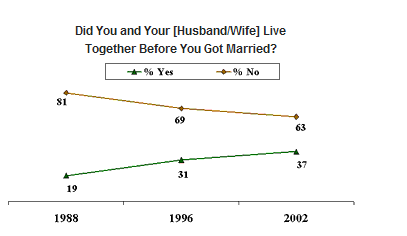 Did You and Your [Husband/Wife] Live
Together Before You Got Married?
% Yes % No
81
69
63
19
31
37
1988 1996 2002